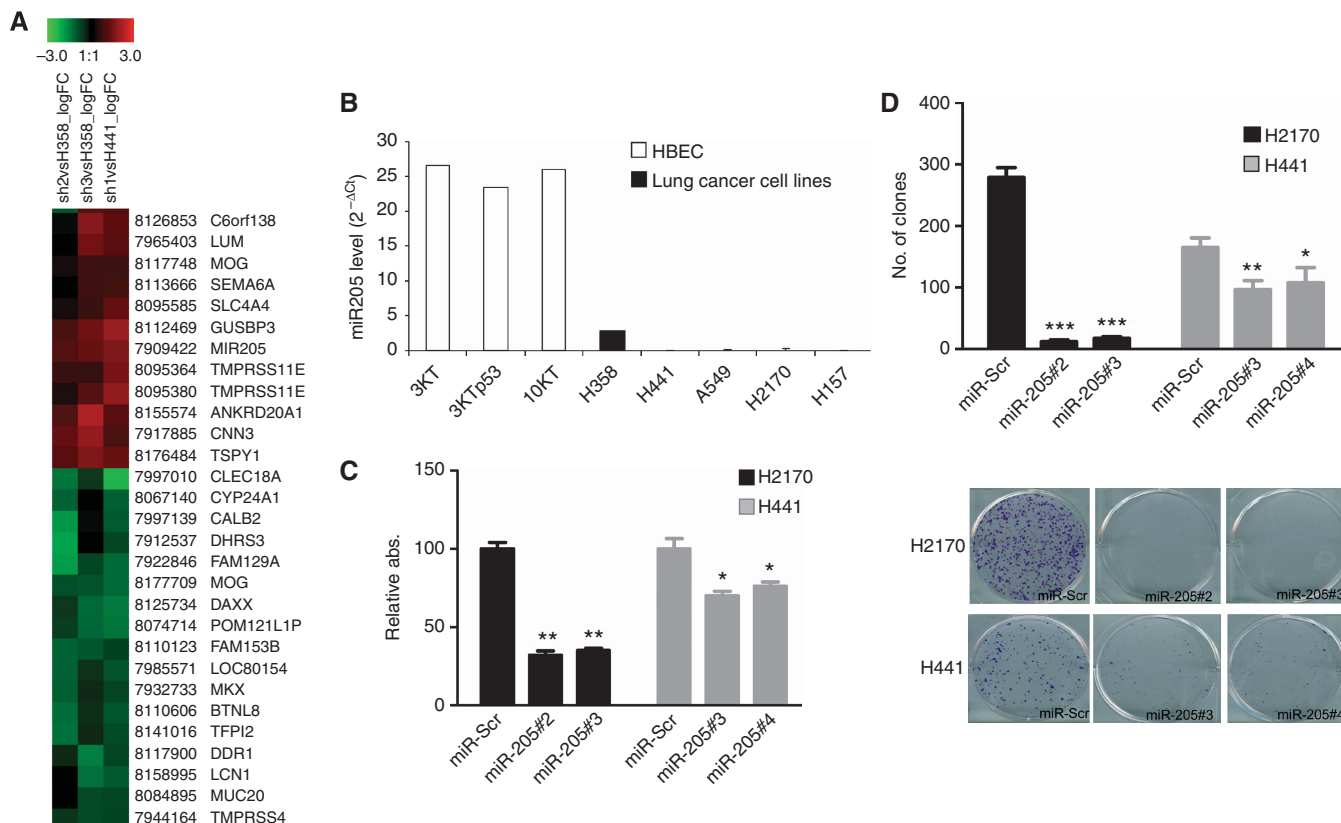 A
−3.0 1:1 3.0
sh2vsH358_logFC
sh3vsH358_logFC
sh1vsH441_logFC
8126853 C6orf138
7965403 LUM
8117748 MOG
8113666 SEMA6A
8095585 SLC4A4
8112469 GUSBP3
7909422 MIR205
8095364 TMPRSS11E
8095380 TMPRSS11E
8155574 ANKRD20A1
7917885 CNN3
8176484 TSPY1
7997010 CLEC18A
8067140 CYP24A1
7997139 CALB2
7912537 DHRS3
7922846 FAM129A
8177709 MOG
8125734 DAXX
8074714 POM121L1P
8110123 FAM153B
7985571 LOC80154
7932733 MKX
8110606 BTNL8
8141016 TFPI2
8117900 DDR1
8158995 LCN1
8084895 MUC20
7944164 TMPRSS4
B
miR205 level (2−ΔCt)
30
25
20
15
10
5
0
HBEC
Lung cancer cell lines
3KT
3KTp53
10KT
H358
H441
A549
H2170
H157
C
Relative abs.
150
100
50
0
H2170
H441
** ** * *
miR-Scr
miR-205#2
miR-205#3
miR-Scr
miR-205#3
miR-205#4
D
No. of clones
400
300
200
100
0
H2170
H441
*** *** ** *
miR-Scr
miR-205#2
miR-205#3
miR-Scr
miR-205#3
miR-205#4
H2170
miR-Scr
miR-205#2
miR-205#3
H441
miR-Scr
miR-205#3
miR-205#4